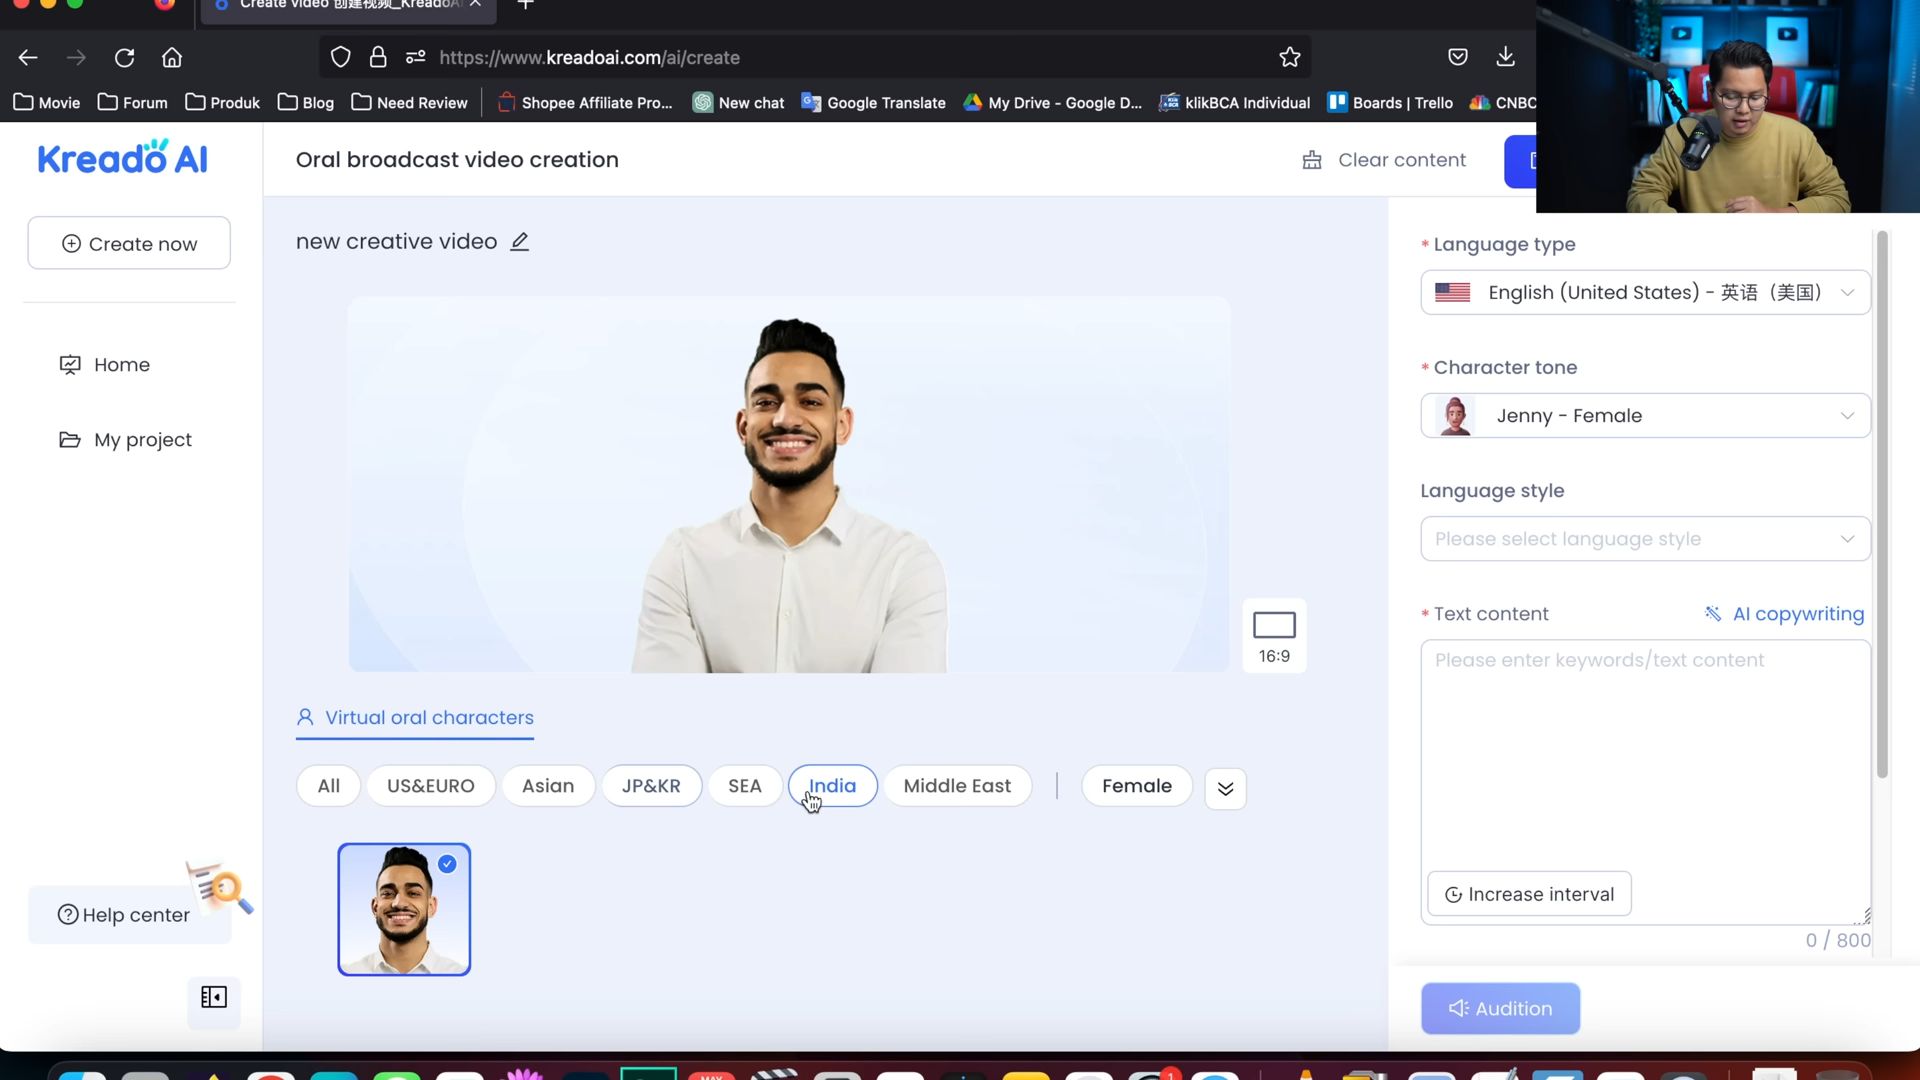 Create video 创建视频_KreadoA
https://www.kreadoai.com/ai/create
Movie Forum Produk Blog Need Review Shopee Affiliate Pro... New chat Google Translate My Drive - Google D... klikBCA Individual Boards | Trello CNBC
Kreado AI
Oral broadcast video creation
Clear content
Create now
Home
My project
Help center
new creative video
16:9
Virtual oral characters
All US&EURO Asian JP&KR SEA India Middle East Female
* Language type
English (United States) - 英语（美国）
* Character tone
Jenny - Female
Language style
Please select language style
* Text content
AI copywriting
Please enter keywords/text content
Increase interval
0 / 800
Audition
MAY
1